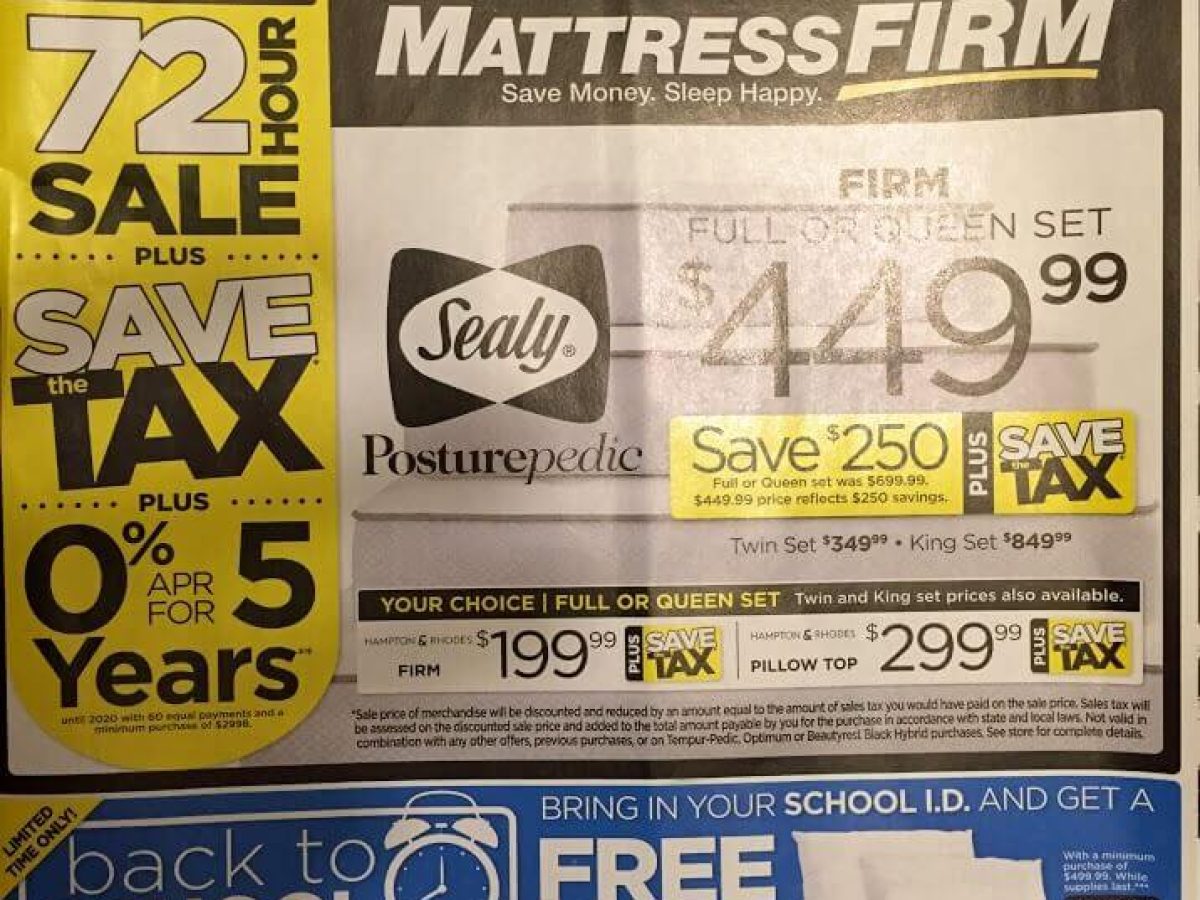 72
HOUR
SALE
PLUS
SAVE
the
TAX*
PLUS
0% APR FOR 5
Years***
until 2020 with 60 equal payments and a
minimum purchase of $2998.
MATTRESSFIRM
Save Money. Sleep Happy.
Sealy®
Posturepedic
FIRM
FULL OR QUEEN SET
$449 99
Save $250
Full or Queen set was $699.99.
$449.99 price reflects $250 savings.
PLUS
SAVE
the
TAX
Twin Set $349⁹⁹ • King Set $849⁹⁹
YOUR CHOICE | FULL OR QUEEN SET Twin and King set prices also available.
HAMPTON & RHODES
FIRM
$199 99
PLUS
SAVE
the
TAX
HAMPTON & RHODES
PILLOW TOP
$299 99
PLUS
SAVE
the
TAX
*Sale price of merchandise will be discounted and reduced by an amount equal to the amount of sales tax you would have paid on the sale price. Sales tax will
be assessed on the discounted sale price and added to the total amount payable by you for the purchase in accordance with state and local laws. Not valid in
combination with any other offers, previous purchases, or on Tempur-Pedic, Optimum or Beautyrest Black Hybrid purchases. See store for complete details.
LIMITED
TIME ONLY!
back to
BRING IN YOUR SCHOOL I.D. AND GET A
FREE
With a minimum
purchase of
$499.99. While
supplies last.***